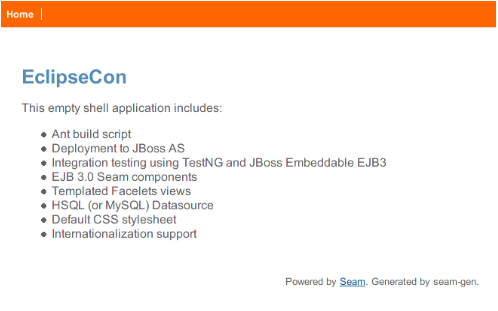 Home
EclipseCon
This empty shell application includes:
Ant build script
Deployment to JBoss AS
Integration testing using TestNG and JBoss Embeddable EJB3
EJB 3.0 Seam components
Templated Facelets views
HSQL (or MySQL) Datasource
Default CSS stylesheet
Internationalization support
Powered by Seam. Generated by seam-gen.